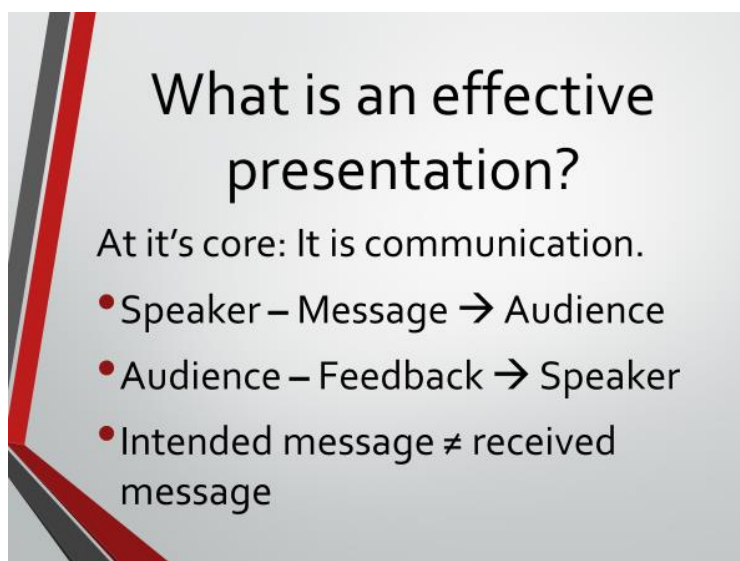 What is an effective
presentation?
At it's core: It is communication.
•Speaker – Message → Audience
•Audience – Feedback → Speaker
•Intended message ≠ received
message